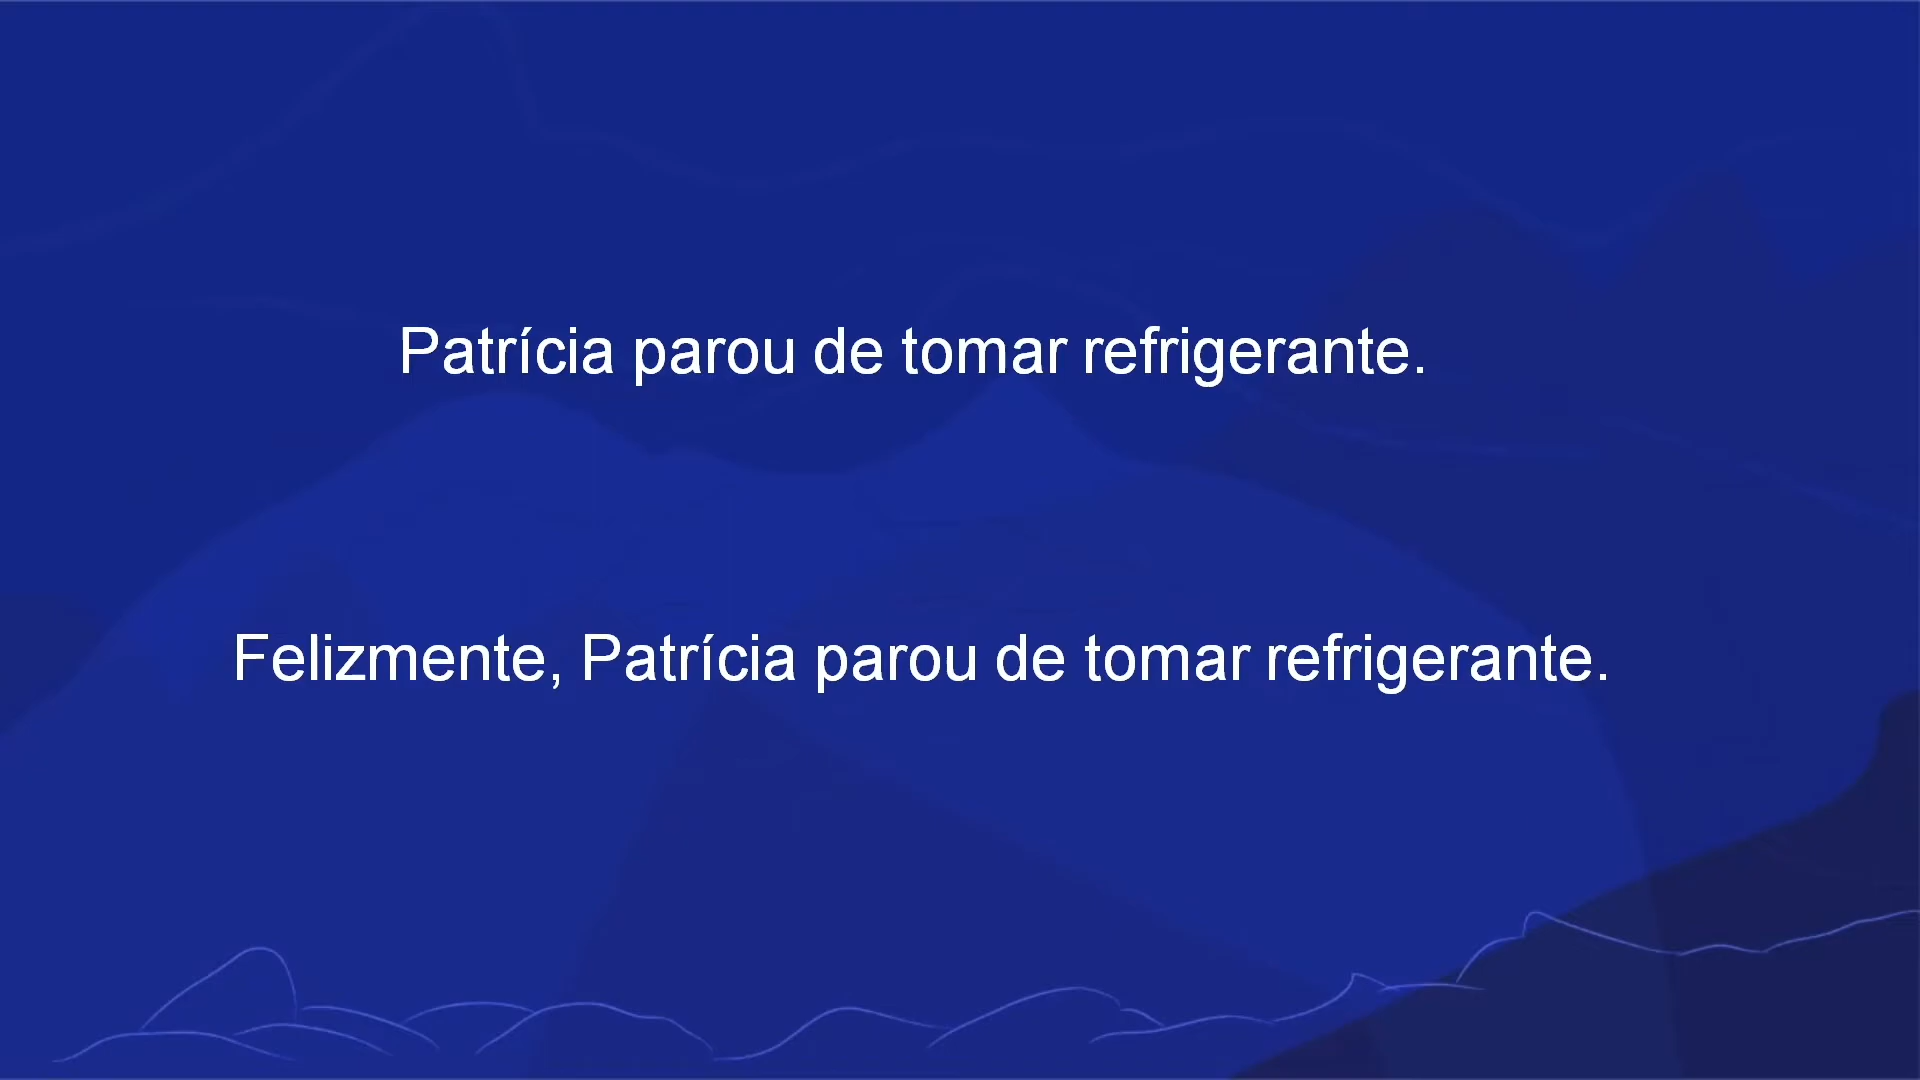 Patrícia parou de tomar refrigerante.
Felizmente, Patrícia parou de tomar refrigerante.